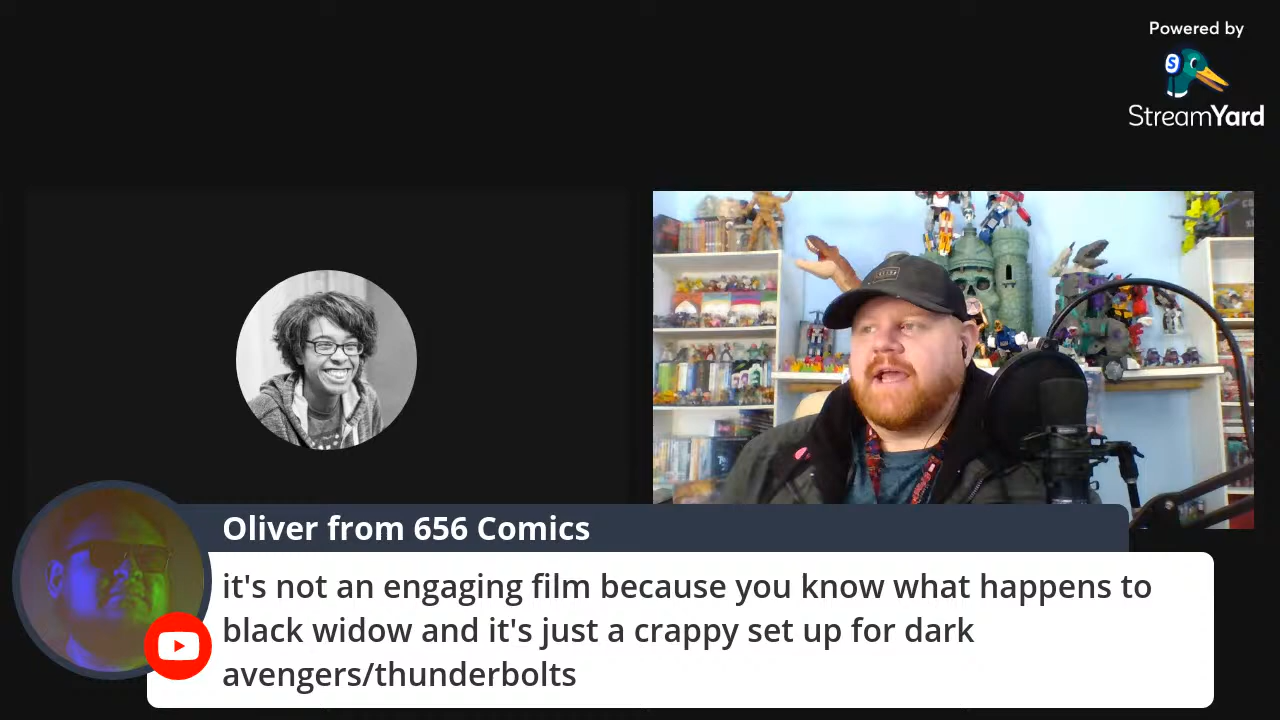 Powered by
StreamYard
Oliver from 656 Comics
it's not an engaging film because you know what happens to
black widow and it's just a crappy set up for dark
avengers/thunderbolts